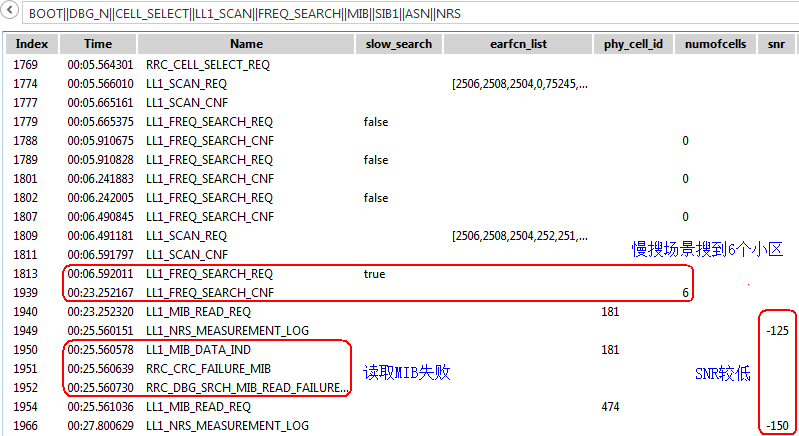 BOOT||DBG_N||CELL_SELECT||LL1_SCAN||FREQ_SEARCH||MIB||SIB1||ASN||NRS
Index Time Name slow_search earfcn_list phy_cell_id numofcells snr
1769 00:05.564301 RRC_CELL_SELECT_REQ
1774 00:05.566010 LL1_SCAN_REQ [2506,2508,2504,0,75245,...
1777 00:05.665161 LL1_SCAN_CNF
1779 00:05.665375 LL1_FREQ_SEARCH_REQ false
1788 00:05.910675 LL1_FREQ_SEARCH_CNF 0
1789 00:05.910828 LL1_FREQ_SEARCH_REQ false
1801 00:06.241883 LL1_FREQ_SEARCH_CNF 0
1802 00:06.242005 LL1_FREQ_SEARCH_REQ false
1807 00:06.490845 LL1_FREQ_SEARCH_CNF 0
1809 00:06.491181 LL1_SCAN_REQ [2506,2508,2504,252,251,...
慢搜场景搜到6个小区
1811 00:06.591797 LL1_SCAN_CNF
1813 00:06.592011 LL1_FREQ_SEARCH_REQ true
1939 00:23.252167 LL1_FREQ_SEARCH_CNF 6
1940 00:23.252320 LL1_MIB_READ_REQ 181
1949 00:25.560151 LL1_NRS_MEASUREMENT_LOG -125
1950 00:25.560578 LL1_MIB_DATA_IND 181
1951 00:25.560639 RRC_CRC_FAILURE_MIB
读取MIB失败 SNR较低
1952 00:25.560730 RRC_DBG_SRCH_MIB_READ_FAILURE...
1954 00:25.561036 LL1_MIB_READ_REQ 474
1966 00:27.800629 LL1_NRS_MEASUREMENT_LOG -150